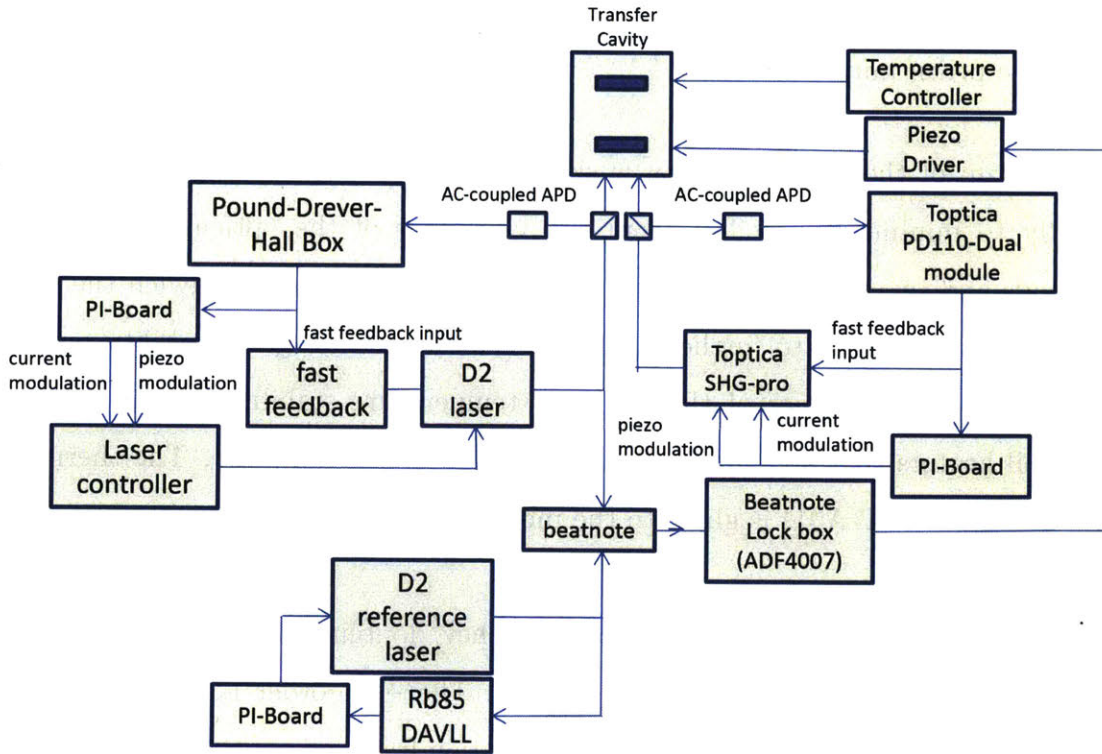 Transfer
Cavity
Temperature
Controller
Piezo
Driver
AC-coupled APD
AC-coupled APD
Pound-Drever-
Hall Box
Toptica
PD110-Dual
module
PI-Board
fast feedback input
fast feedback
input
current
modulation
piezo
modulation
fast
feedback
D2
laser
Toptica
SHG-pro
Laser
controller
piezo
modulation
current
modulation
PI-Board
beatnote
Beatnote
Lock box
(ADF4007)
D2
reference
laser
PI-Board
Rb85
DAVLL